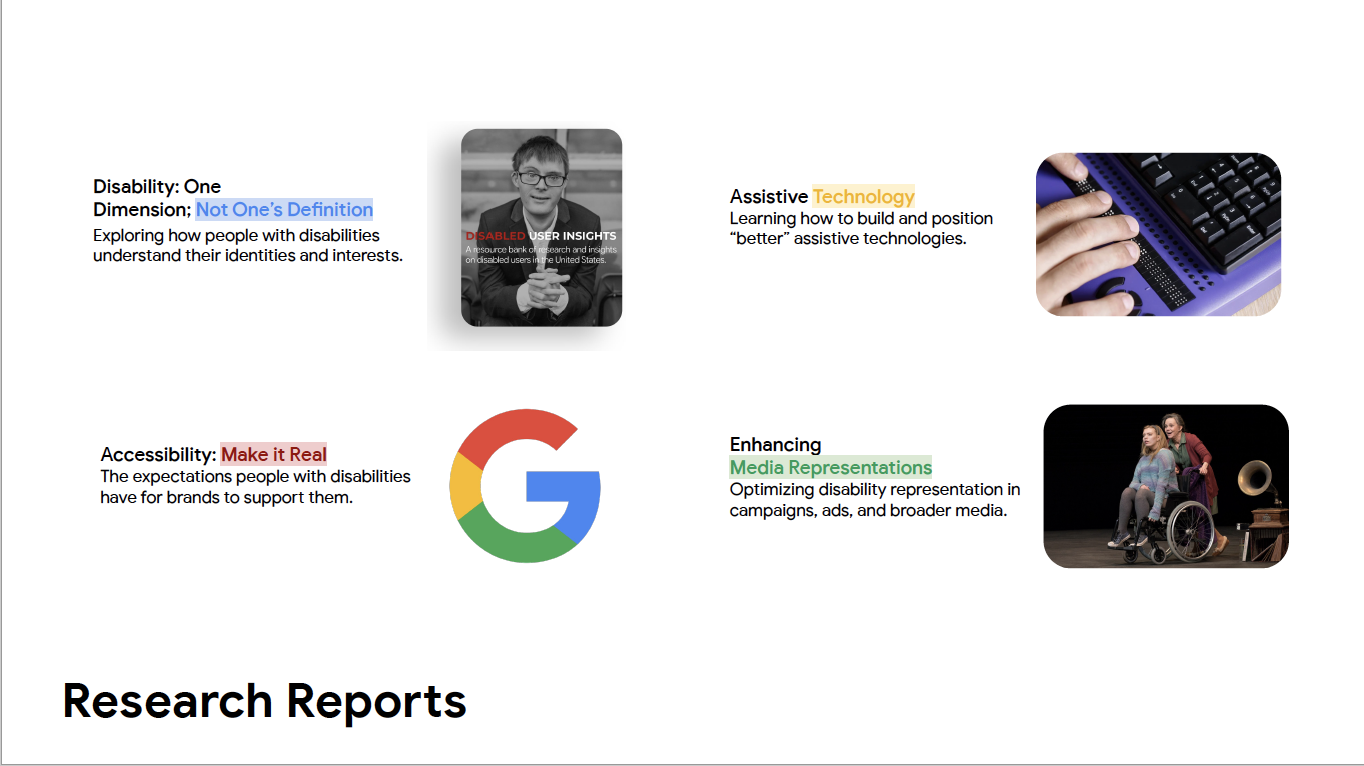 Disability: One
Dimension; Not One's Definition
Exploring how people with disabilities
understand their identities and interests.
DISABLED USER INSIGHTS
A resource bank of research and insights
on disabled users in the United States.
Assistive Technology
Learning how to build and position
“better” assistive technologies.
Accessibility: Make it Real
The expectations people with disabilities
have for brands to support them.
Enhancing
Media Representations
Optimizing disability representation in
campaigns, ads, and broader media.
Research Reports